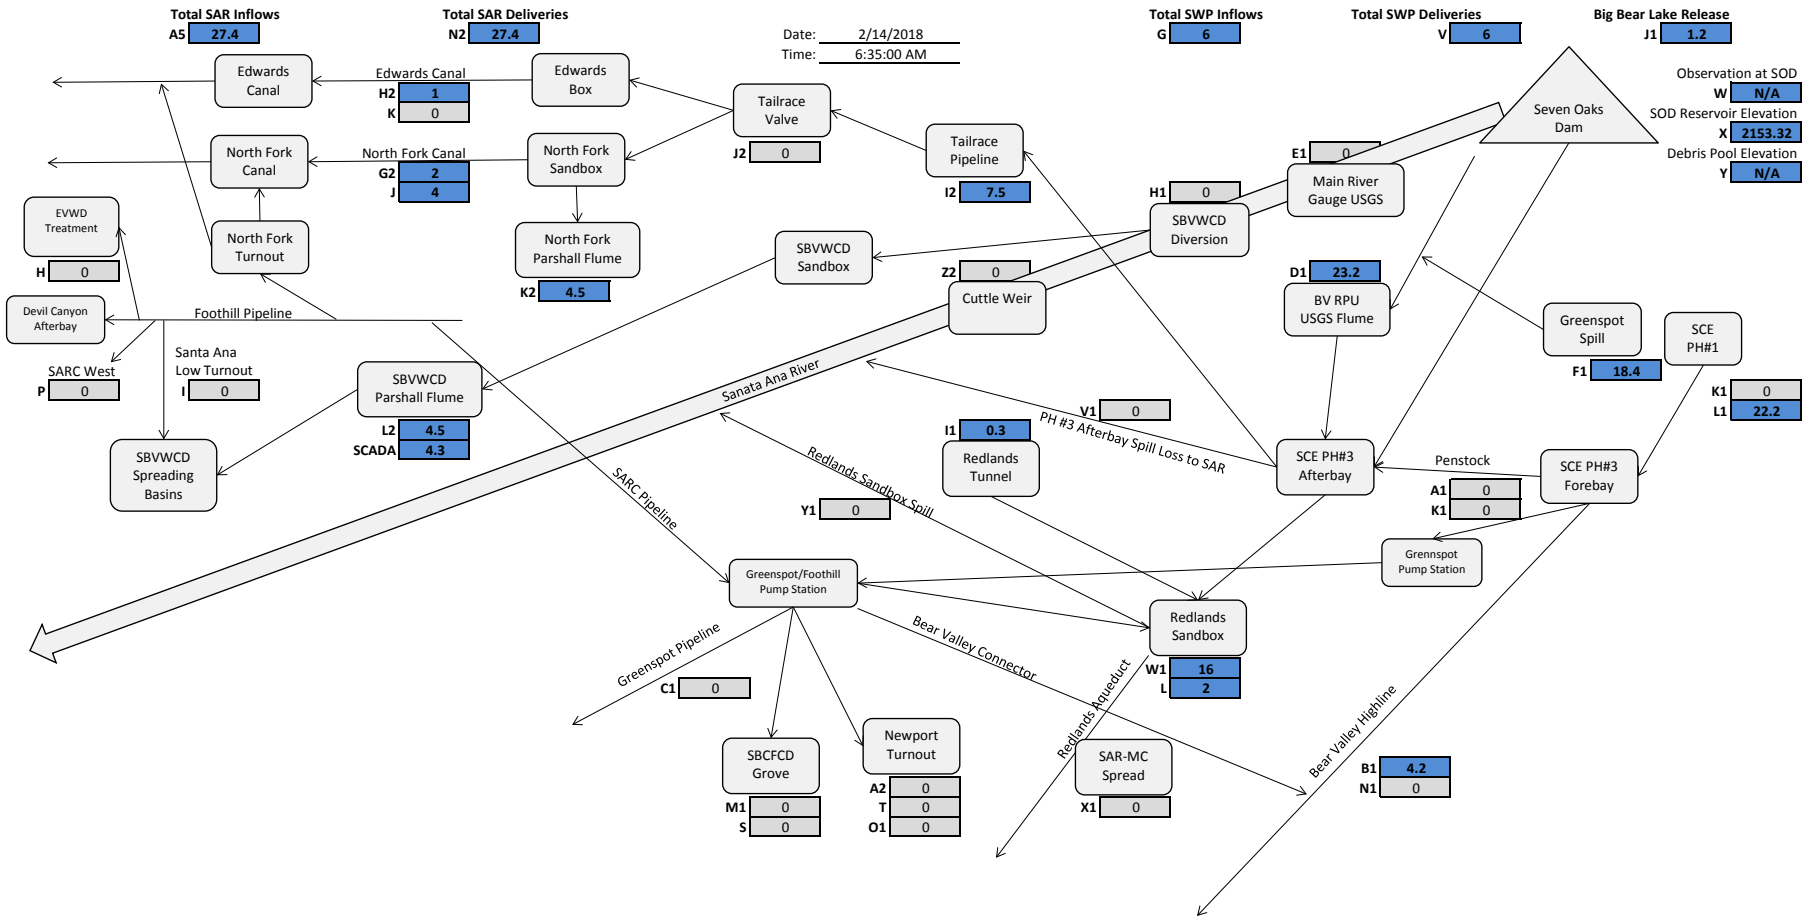 Total SAR Inflows
A5 27.4
Total SAR Deliveries
N2 27.4
Date: 2/14/2018
Time: 6:35:00 AM
Total SWP Inflows
G 6
Total SWP Deliveries
V 6
Big Bear Lake Release
J1 1.2
Observation at SOD
W N/A
SOD Reservoir Elevation
X 2153.32
Debris Pool Elevation
Y N/A
Edwards
Canal
Edwards Canal
H2 1
K 0
Edwards
Box
Tailrace
Valve
J2 0
Tailrace
Pipeline
I2 7.5
Seven Oaks
Dam
E1 0
Main River
Gauge USGS
H1 0
SBVWCD
Diversion
North Fork
Canal
North Fork Canal
G2 2
J 4
North Fork
Sandbox
EVWD
Treatment
H 0
North Fork
Turnout
North Fork
Parshall Flume
K2 4.5
SBVWCD
Sandbox
Z2 0
Cuttle Weir
D1 23.2
BV RPU
USGS Flume
Greenspot
Spill
F1 18.4
SCE
PH#1
K1 0
L1 22.2
Devil Canyon
Afterbay
Foothill Pipeline
SARC West
P 0
Santa Ana
Low Turnout
I 0
SBVWCD
Parshall Flume
L2 4.5
SCADA 4.3
SBVWCD
Spreading
Basins
Sanata Ana River
V1 0
PH #3 Afterbay Spill Loss to SAR
I1 0.3
Redlands
Tunnel
SCE PH#3
Afterbay
Penstock
A1 0
K1 0
SCE PH#3
Forebay
SARC Pipeline
Redlands Sandbox Spill
Y1 0
Grennspot
Pump Station
Greenspot/Foothill
Pump Station
Redlands
Sandbox
W1 16
L 2
Greenspot Pipeline
C1 0
Bear Valley Connector
Redlands Aqueduct
Bear Valley Highline
SBCFCD
Grove
M1 0
S 0
Newport
Turnout
A2 0
T 0
O1 0
SAR-MC
Spread
X1 0
B1 4.2
N1 0